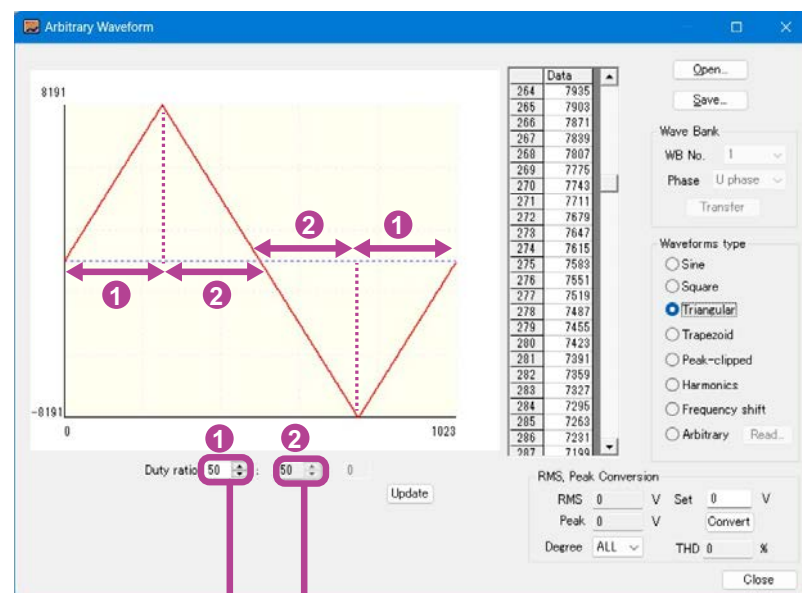 Arbitrary Waveform
8191
-8191
0
1023
2
1
1
2
1
2
Duty ratio 50 : 50 0
Update
Data
264 7935
265 7903
266 7871
267 7839
268 7807
269 7775
270 7743
271 7711
272 7679
273 7647
274 7615
275 7583
276 7551
277 7519
278 7487
279 7455
280 7423
281 7391
282 7359
283 7327
284 7295
285 7263
286 7231
287 7199
Open...
Save...
Wave Bank
WB No. 1
Phase U phase
Transfer
Waveforms type
Sine
Square
Triangular
Trapezoid
Peak-clipped
Harmonics
Frequency shift
Arbitrary Read...
RMS, Peak Conversion
RMS 0 V Set 0 V
Peak 0 V Convert
Degree ALL THD 0 %
Close